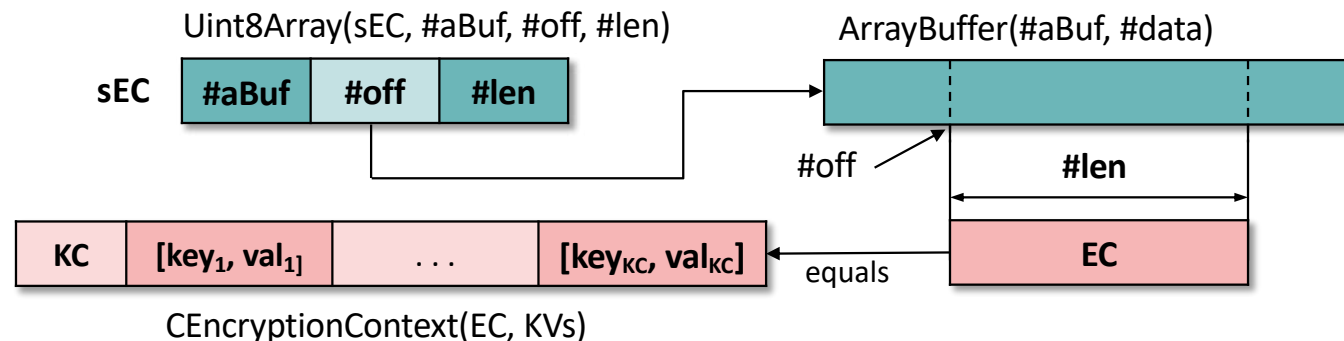 Uint8Array(sEC, #aBuf, #off, #len) ArrayBuffer(#aBuf, #data)
sEC #aBuf #off #len
#off #len
KC [key1, val1] . . . [keyKC, valKC] equals EC
CEncryptionContext(EC, KVs)